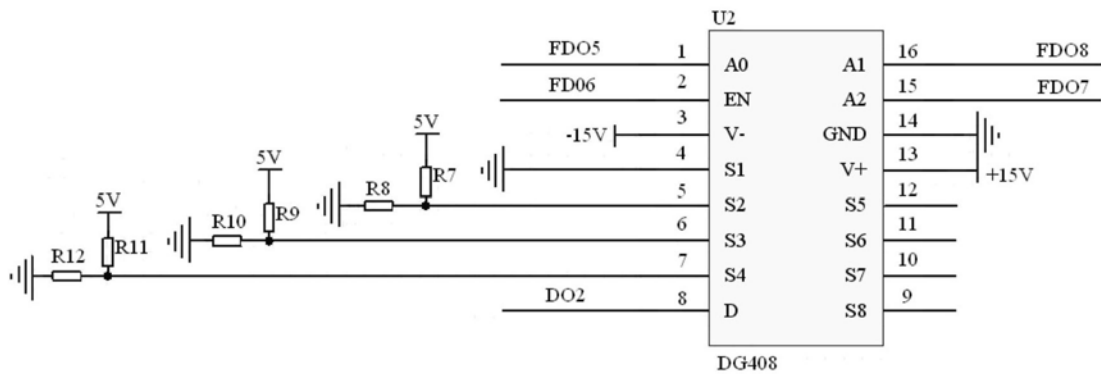 U2
FDO5 1 A0 A1 16 FDO8
FD06 2 EN A2 15 FDO7
-15V 3 V- GND 14
4 S1 V+ 13 +15V
5V R7
R8 5 S2 S5 12
5V R9
R10 6 S3 S6 11
5V R11
R12 7 S4 S7 10
DO2 8 D S8 9
DG408